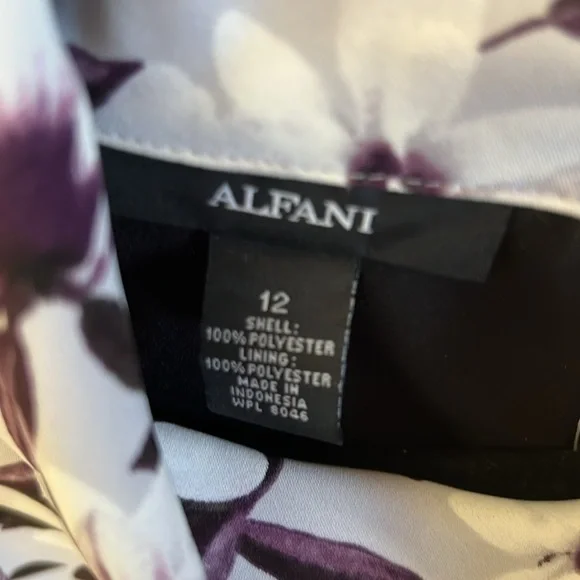 ALFANI
12
SHELL:
100% POLYESTER
LINING:
100% POLYESTER
MADE IN
INDONESIA
WPL 8046